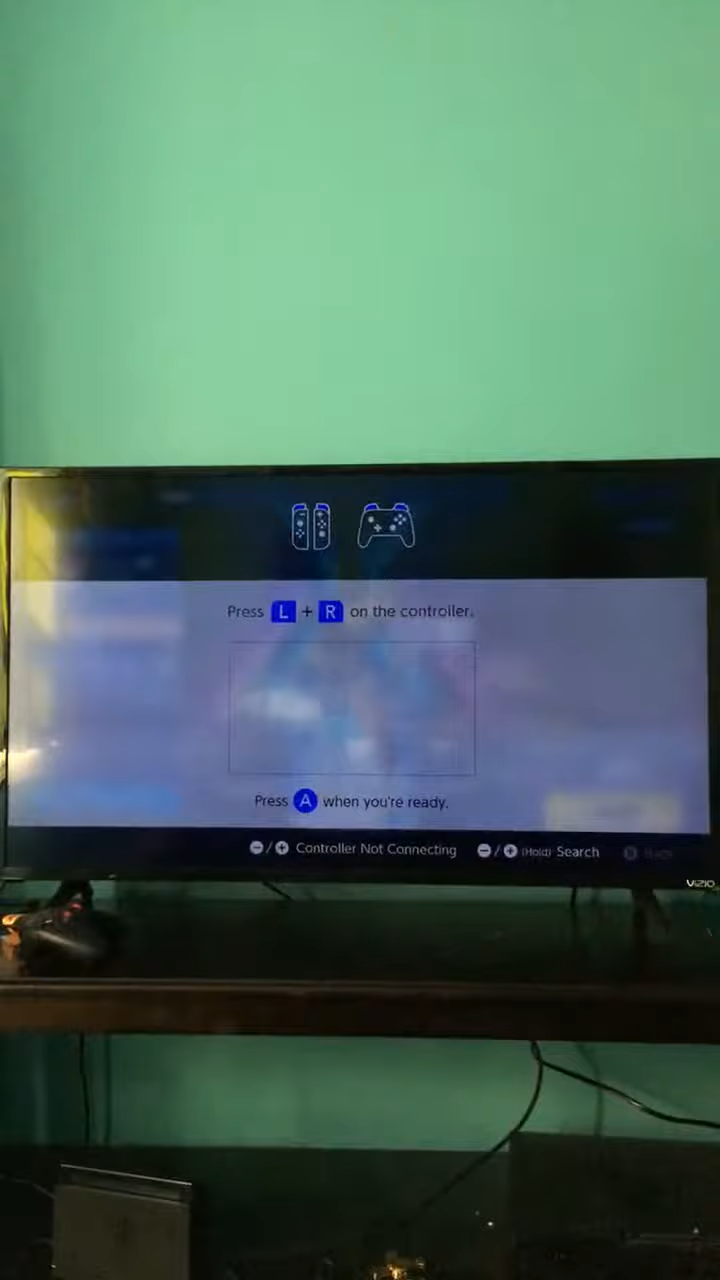 Press L + R on the controller.
Press A when you're ready.
−/+ Controller Not Connecting −/+ (Hold) Search
VIZIO